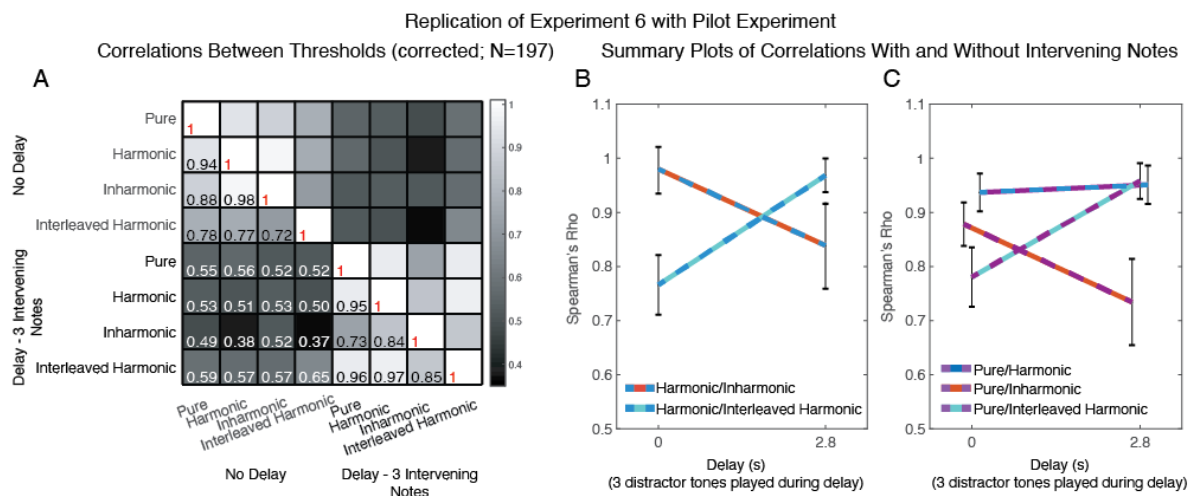 Replication of Experiment 6 with Pilot Experiment
Correlations Between Thresholds (corrected; N=197)
Summary Plots of Correlations With and Without Intervening Notes
A
No Delay
Delay - 3 Intervening
Notes
Pure
1
Harmonic
0.94 1
Inharmonic
0.88 0.98 1
Interleaved Harmonic
0.78 0.77 0.72 1
Pure
0.55 0.56 0.52 0.52 1
Harmonic
0.53 0.51 0.53 0.50 0.95 1
Inharmonic
0.49 0.38 0.52 0.37 0.73 0.84 1
Interleaved Harmonic
0.59 0.57 0.57 0.65 0.96 0.97 0.85 1
Pure
Harmonic
Inharmonic
Interleaved Harmonic
Pure
Harmonic
Inharmonic
Interleaved Harmonic
No Delay
Delay - 3 Intervening
Notes
1
0.9
0.8
0.7
0.6
0.5
0.4
B
Spearman's Rho
1.1
1
0.9
0.8
0.7
0.6
0.5
Harmonic/Inharmonic
Harmonic/Interleaved Harmonic
0 2.8
Delay (s)
(3 distractor tones played during delay)
C
Spearman's Rho
1.1
1
0.9
0.8
0.7
0.6
0.5
Pure/Harmonic
Pure/Inharmonic
Pure/Interleaved Harmonic
0 2.8
Delay (s)
(3 distractor tones played during delay)